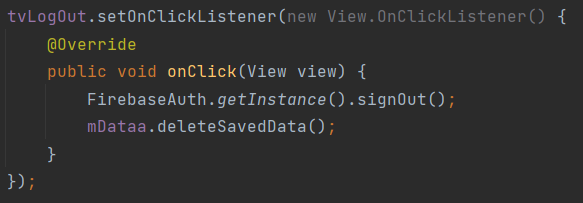 tvLogOut.setOnClickListener(new View.OnClickListener() {
    @Override
    public void onClick(View view) {
        FirebaseAuth.getInstance().signOut();
        mDataa.deleteSavedData();
    }
});